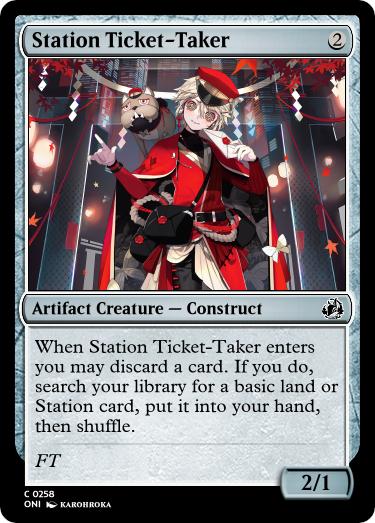 Station Ticket-Taker 2
Artifact Creature — Construct
When Station Ticket-Taker enters
you may discard a card. If you do,
search your library for a basic land or
Station card, put it into your hand,
then shuffle.
FT
2/1
C 0258
ONI KAROHROKA